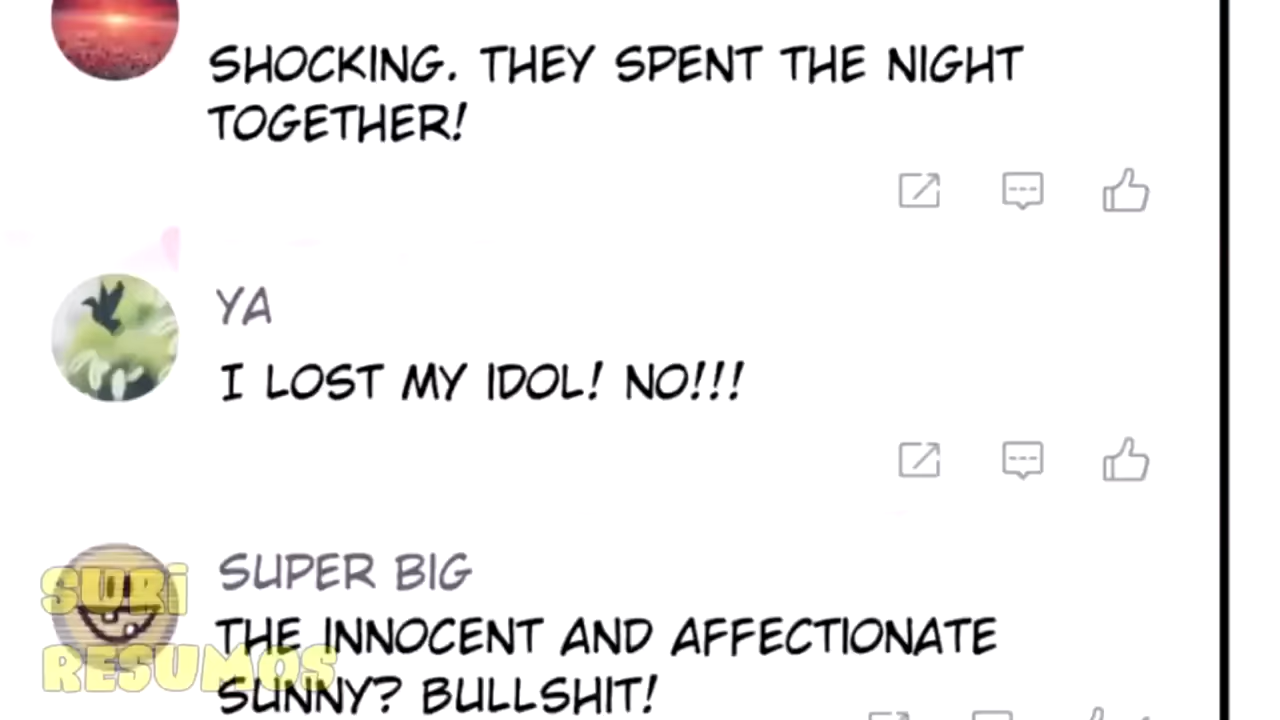 SHOCKING. THEY SPENT THE NIGHT
TOGETHER!
YA
I LOST MY IDOL! NO!!!
SUPER BIG
THE INNOCENT AND AFFECTIONATE
SUNNY? BULLSHIT!
SURi
RESUMOS